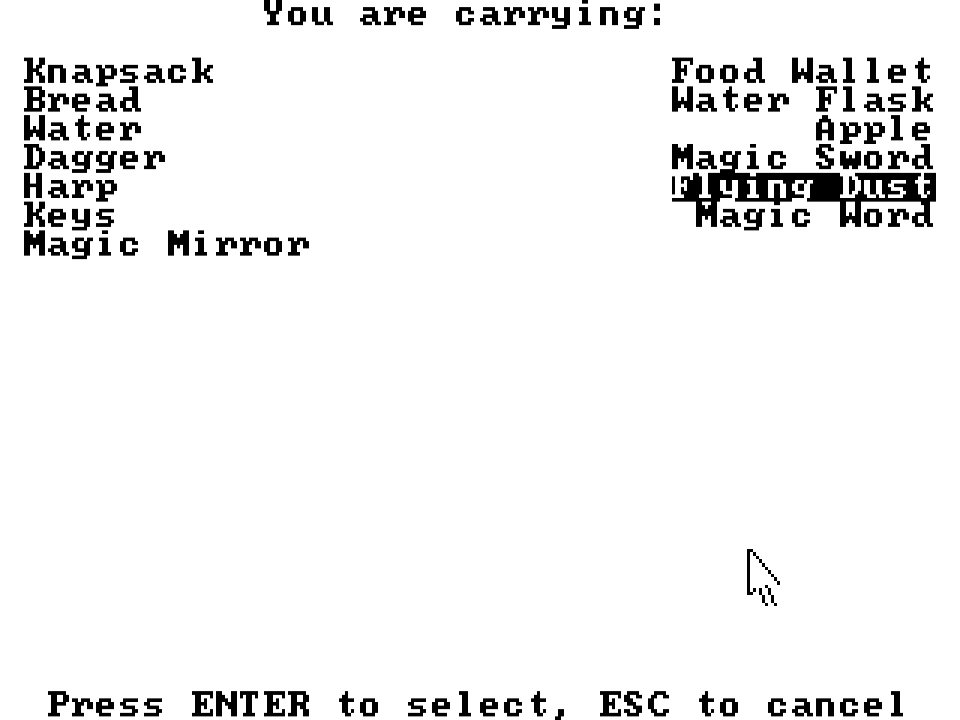 You are carrying:
Knapsack Food Wallet
Bread Water Flask
Water Apple
Dagger Magic Sword
Harp Flying Dust
Keys Magic Word
Magic Mirror
Press ENTER to select, ESC to cancel